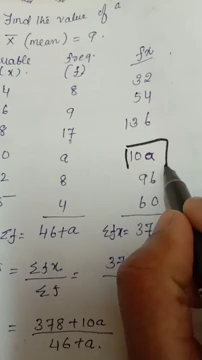 Find the value of a
x̄ (mean) = 9.
freq. fx
(x). (f)
4 8 32
6 9 54
8 17 136
0 a 10a
2 8 96
4 60
Σf = 46+a Σfx = 37
= Σfx / Σf = 37
= 378+10a / 46+a.